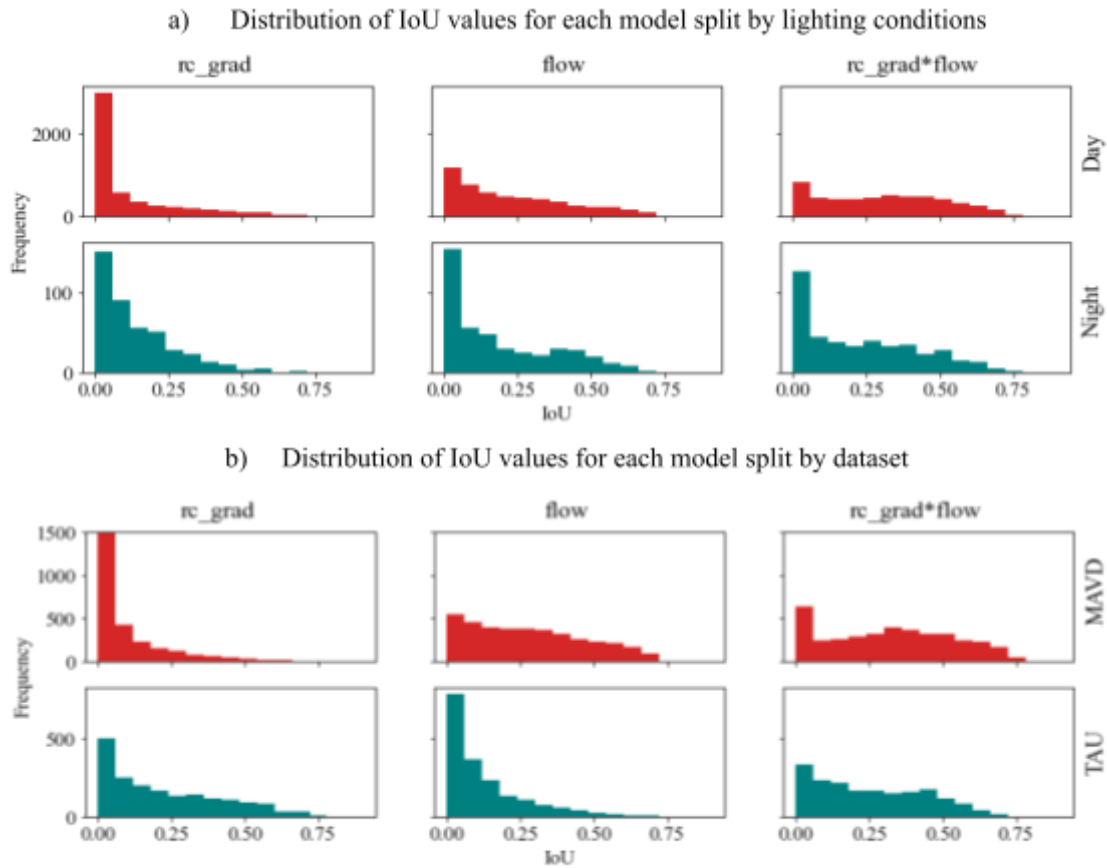 a) Distribution of IoU values for each model split by lighting conditions
rc_grad flow rc_grad*flow
2000
0
Day
Frequency
100
0
Night
0.00 0.25 0.50 0.75 0.00 0.25 0.50 0.75 0.00 0.25 0.50 0.75
IoU
b) Distribution of IoU values for each model split by dataset
rc_grad flow rc_grad*flow
1500
1000
500
0
MAVD
Frequency
500
0
TAU
0.00 0.25 0.50 0.75 0.00 0.25 0.50 0.75 0.00 0.25 0.50 0.75
IoU